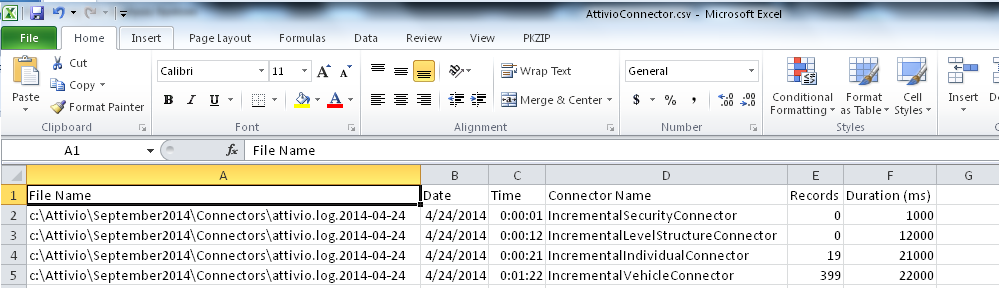 AttivioConnector.csv - Microsoft Excel
File Home Insert Page Layout Formulas Data Review View PKZIP
Paste
Cut
Copy
Format Painter
Clipboard
Calibri 11
B I U
Font
Wrap Text
Merge & Center
Alignment
General
$ % ,
Number
Conditional Formatting
Format as Table
Cell Styles
Styles
Insert
A1 fx File Name
A B C D E F G
1 File Name Date Time Connector Name Records Duration (ms)
2 c:\Attivio\September2014\Connectors\attivio.log.2014-04-24 4/24/2014 0:00:01 IncrementalSecurityConnector 0 1000
3 c:\Attivio\September2014\Connectors\attivio.log.2014-04-24 4/24/2014 0:00:12 IncrementalLevelStructureConnector 0 12000
4 c:\Attivio\September2014\Connectors\attivio.log.2014-04-24 4/24/2014 0:00:21 IncrementalIndividualConnector 19 21000
5 c:\Attivio\September2014\Connectors\attivio.log.2014-04-24 4/24/2014 0:01:22 IncrementalVehicleConnector 399 22000